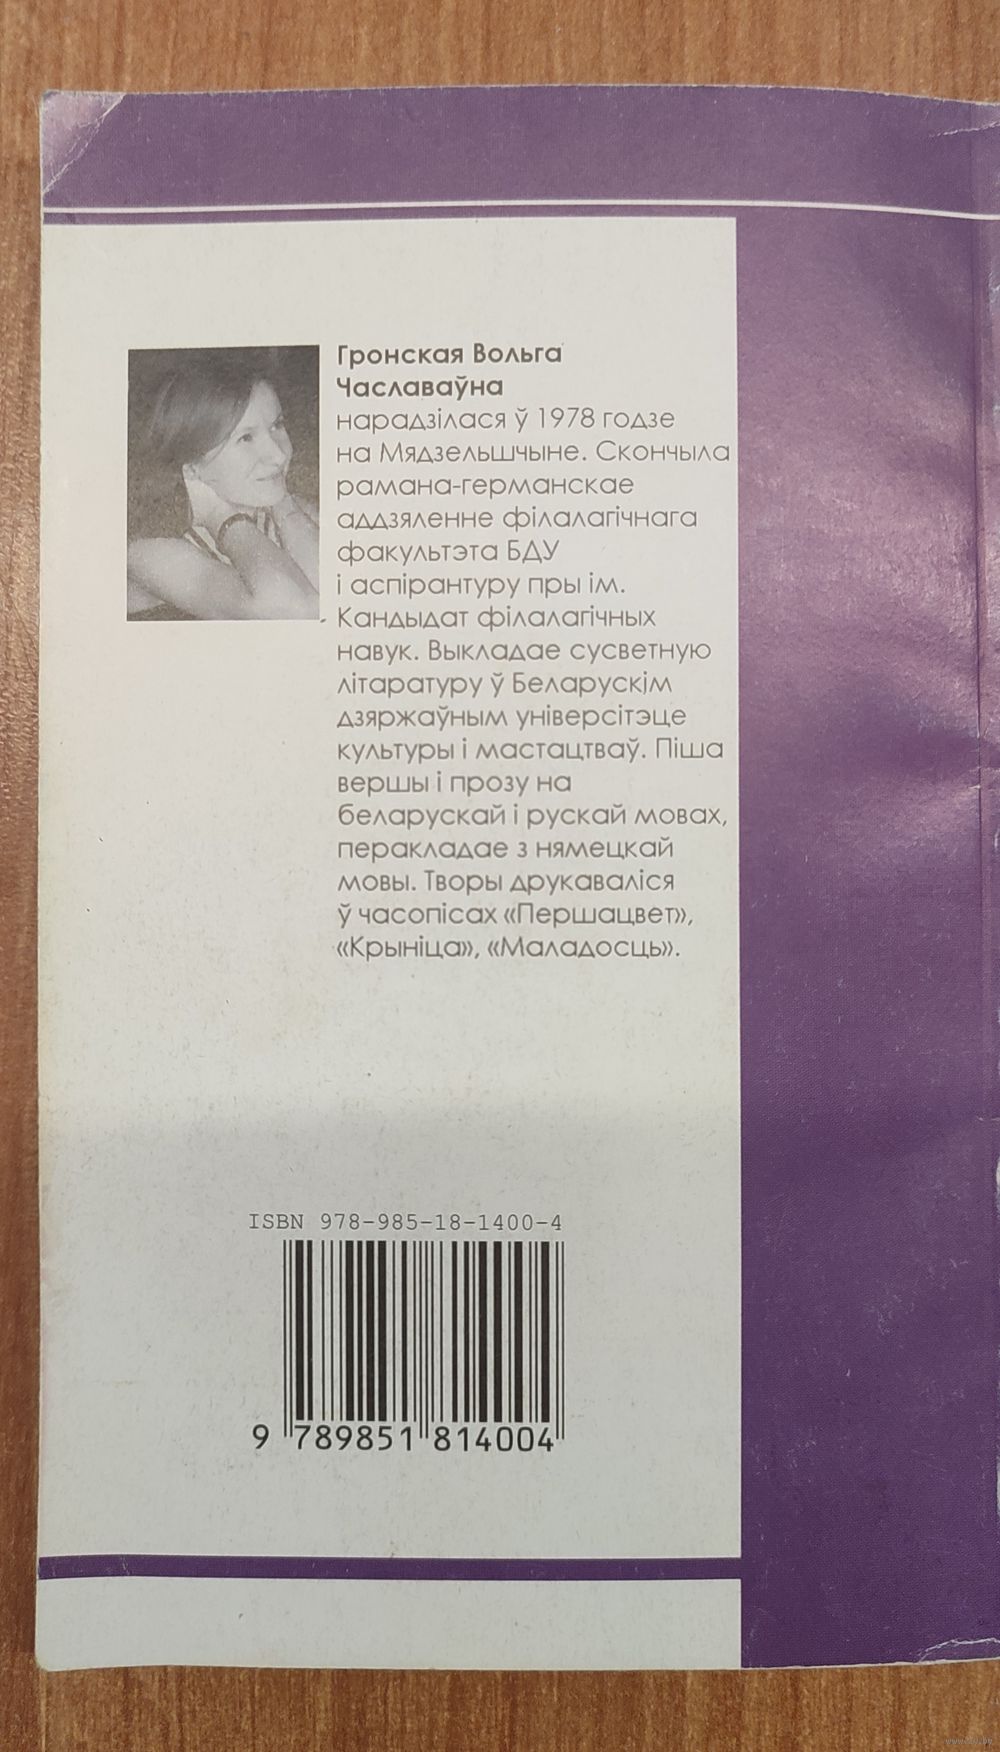 Гронская Вольга
Чаславаўна
нарадзілася ў 1978 годзе
на Мядзельшчыне. Скончыла
рамана-германскае
аддзяленне філалагічнага
факультэта БДУ
і аспірантуру пры ім.
Кандыдат філалагічных
навук. Выкладае сусветную
літаратуру ў Беларускім
дзяржаўным універсітэце
культуры і мастацтваў. Піша
вершы і прозу на
беларускай і рускай мовах,
перакладае з нямецкай
мовы. Творы друкаваліся
ў часопісах «Першацвет»,
«Крыніца», «Маладосць».
ISBN 978-985-18-1400-4
9 789851 814004